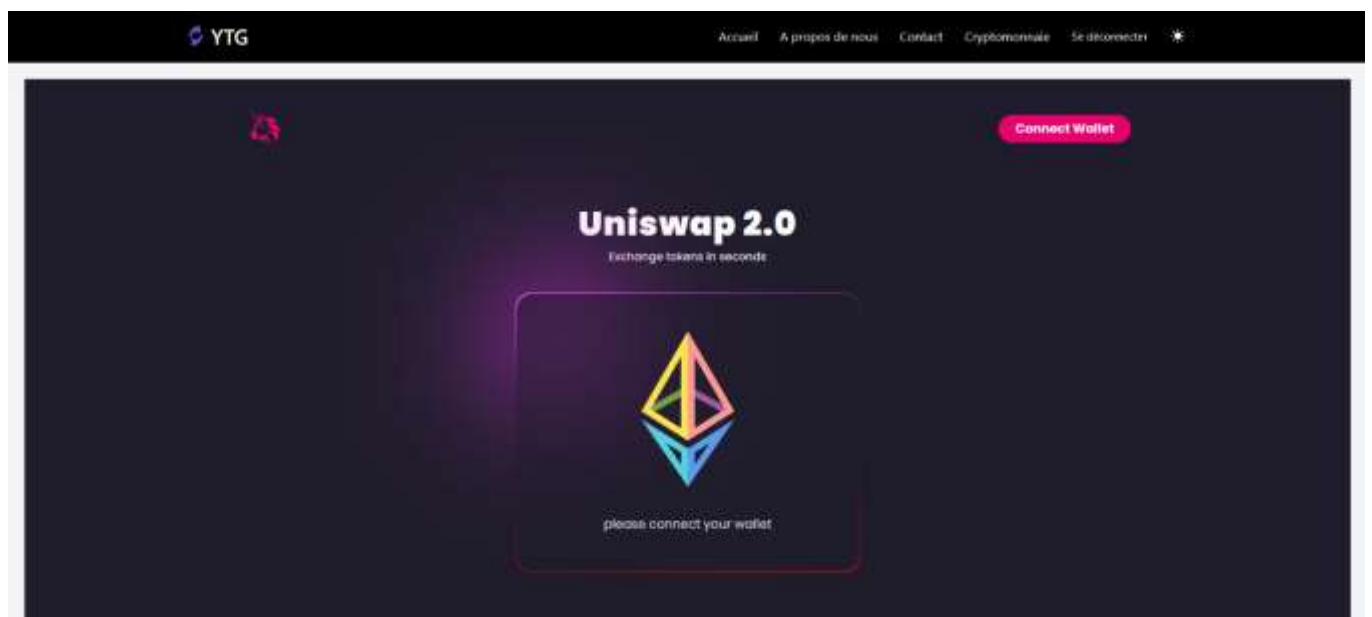 YTG
Accueil A propos de nous Contact Cryptomonnaie Se déconnecter
Connect Wallet
Uniswap 2.0
Exchange tokens in seconds
please connect your wallet